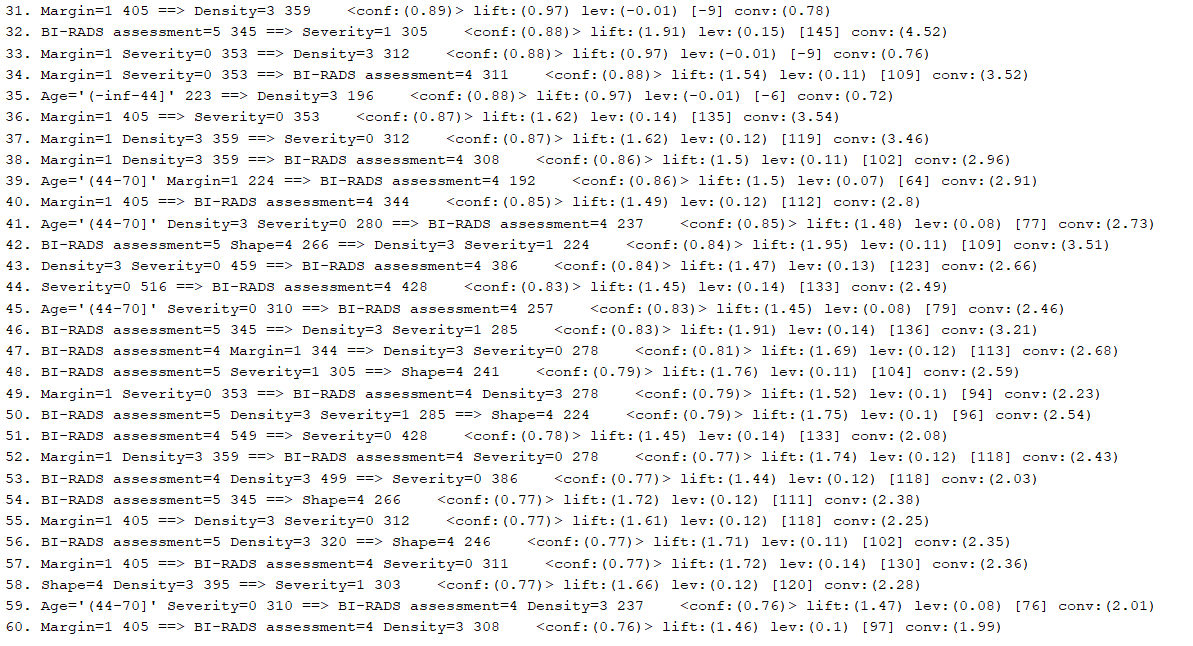 31. Margin=1 405 ==> Density=3 359    <conf:(0.89)> lift:(0.97) lev:(-0.01) [-9] conv:(0.78)
32. BI-RADS assessment=5 345 ==> Severity=1 305    <conf:(0.88)> lift:(1.91) lev:(0.15) [145] conv:(4.52)
33. Margin=1 Severity=0 353 ==> Density=3 312    <conf:(0.88)> lift:(0.97) lev:(-0.01) [-9] conv:(0.76)
34. Margin=1 Severity=0 353 ==> BI-RADS assessment=4 311    <conf:(0.88)> lift:(1.54) lev:(0.11) [109] conv:(3.52)
35. Age='(-inf-44]' 223 ==> Density=3 196    <conf:(0.88)> lift:(0.97) lev:(-0.01) [-6] conv:(0.72)
36. Margin=1 405 ==> Severity=0 353    <conf:(0.87)> lift:(1.62) lev:(0.14) [135] conv:(3.54)
37. Margin=1 Density=3 359 ==> Severity=0 312    <conf:(0.87)> lift:(1.62) lev:(0.12) [119] conv:(3.46)
38. Margin=1 Density=3 359 ==> BI-RADS assessment=4 308    <conf:(0.86)> lift:(1.5) lev:(0.11) [102] conv:(2.96)
39. Age='(44-70]' Margin=1 224 ==> BI-RADS assessment=4 192    <conf:(0.86)> lift:(1.5) lev:(0.07) [64] conv:(2.91)
40. Margin=1 405 ==> BI-RADS assessment=4 344    <conf:(0.85)> lift:(1.49) lev:(0.12) [112] conv:(2.8)
41. Age='(44-70]' Density=3 Severity=0 280 ==> BI-RADS assessment=4 237    <conf:(0.85)> lift:(1.48) lev:(0.08) [77] conv:(2.73)
42. BI-RADS assessment=5 Shape=4 266 ==> Density=3 Severity=1 224    <conf:(0.84)> lift:(1.95) lev:(0.11) [109] conv:(3.51)
43. Density=3 Severity=0 459 ==> BI-RADS assessment=4 386    <conf:(0.84)> lift:(1.47) lev:(0.13) [123] conv:(2.66)
44. Severity=0 516 ==> BI-RADS assessment=4 428    <conf:(0.83)> lift:(1.45) lev:(0.14) [133] conv:(2.49)
45. Age='(44-70]' Severity=0 310 ==> BI-RADS assessment=4 257    <conf:(0.83)> lift:(1.45) lev:(0.08) [79] conv:(2.46)
46. BI-RADS assessment=5 345 ==> Density=3 Severity=1 285    <conf:(0.83)> lift:(1.91) lev:(0.14) [136] conv:(3.21)
47. BI-RADS assessment=4 Margin=1 344 ==> Density=3 Severity=0 278    <conf:(0.81)> lift:(1.69) lev:(0.12) [113] conv:(2.68)
48. BI-RADS assessment=5 Severity=1 305 ==> Shape=4 241    <conf:(0.79)> lift:(1.76) lev:(0.11) [104] conv:(2.59)
49. Margin=1 Severity=0 353 ==> BI-RADS assessment=4 Density=3 278    <conf:(0.79)> lift:(1.52) lev:(0.1) [94] conv:(2.23)
50. BI-RADS assessment=5 Density=3 Severity=1 285 ==> Shape=4 224    <conf:(0.79)> lift:(1.75) lev:(0.1) [96] conv:(2.54)
51. BI-RADS assessment=4 549 ==> Severity=0 428    <conf:(0.78)> lift:(1.45) lev:(0.14) [133] conv:(2.08)
52. Margin=1 Density=3 359 ==> BI-RADS assessment=4 Severity=0 278    <conf:(0.77)> lift:(1.74) lev:(0.12) [118] conv:(2.43)
53. BI-RADS assessment=4 Density=3 499 ==> Severity=0 386    <conf:(0.77)> lift:(1.44) lev:(0.12) [118] conv:(2.03)
54. BI-RADS assessment=5 345 ==> Shape=4 266    <conf:(0.77)> lift:(1.72) lev:(0.12) [111] conv:(2.38)
55. Margin=1 405 ==> Density=3 Severity=0 312    <conf:(0.77)> lift:(1.61) lev:(0.12) [118] conv:(2.25)
56. BI-RADS assessment=5 Density=3 320 ==> Shape=4 246    <conf:(0.77)> lift:(1.71) lev:(0.11) [102] conv:(2.35)
57. Margin=1 405 ==> BI-RADS assessment=4 Severity=0 311    <conf:(0.77)> lift:(1.72) lev:(0.14) [130] conv:(2.36)
58. Shape=4 Density=3 395 ==> Severity=1 303    <conf:(0.77)> lift:(1.66) lev:(0.12) [120] conv:(2.28)
59. Age='(44-70]' Severity=0 310 ==> BI-RADS assessment=4 Density=3 237    <conf:(0.76)> lift:(1.47) lev:(0.08) [76] conv:(2.01)
60. Margin=1 405 ==> BI-RADS assessment=4 Density=3 308    <conf:(0.76)> lift:(1.46) lev:(0.1) [97] conv:(1.99)